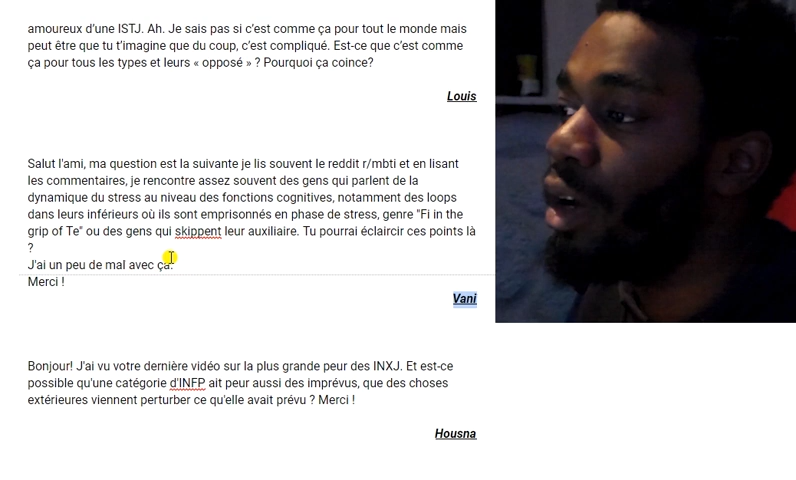 amoureux d'une ISTJ. Ah. Je sais pas si c'est comme ça pour tout le monde mais
peut être que tu t'imagine que du coup, c'est compliqué. Est-ce que c'est comme
ça pour tous les types et leurs « opposé » ? Pourquoi ça coince?
Louis
Salut l'ami, ma question est la suivante je lis souvent le reddit r/mbti et en lisant
les commentaires, je rencontre assez souvent des gens qui parlent de la
dynamique du stress au niveau des fonctions cognitives, notamment des loops
dans leurs inférieurs où ils sont emprisonnés en phase de stress, genre "Fi in the
grip of Te" ou des gens qui skippent leur auxiliaire. Tu pourrai éclaircir ces points là
?
J'ai un peu de mal avec ça.
Merci !
Vani
Bonjour! J'ai vu votre dernière vidéo sur la plus grande peur des INXJ. Et est-ce
possible qu'une catégorie d'INFP ait peur aussi des imprévus, que des choses
extérieures viennent perturber ce qu'elle avait prévu ? Merci !
Housna